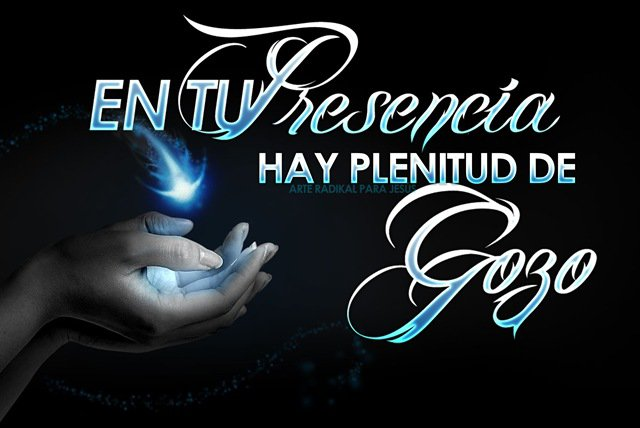 EN TU Presencia
HAY PLENITUD DE
ARTE RADIKAL PARA JESUS
Gozo